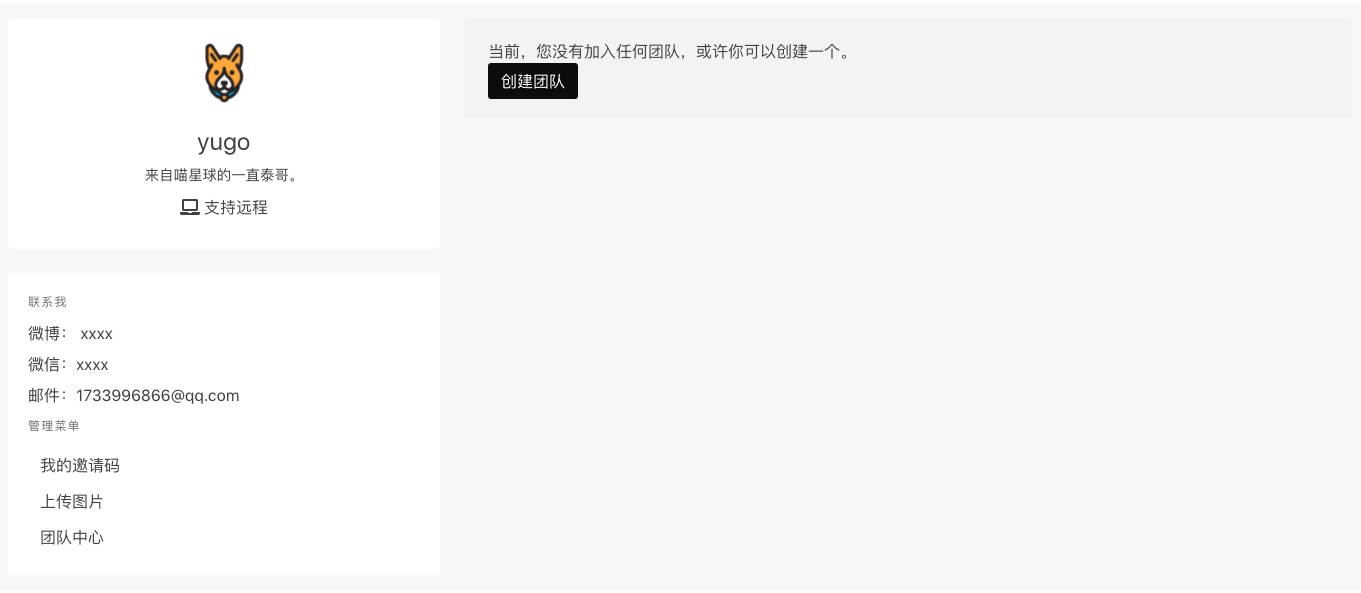 yugo
来自喵星球的一直泰哥。
支持远程
联系我
微博： xxxx
微信：xxxx
邮件：1733996866@qq.com
管理菜单
我的邀请码
上传图片
团队中心
当前，您没有加入任何团队，或许你可以创建一个。
创建团队